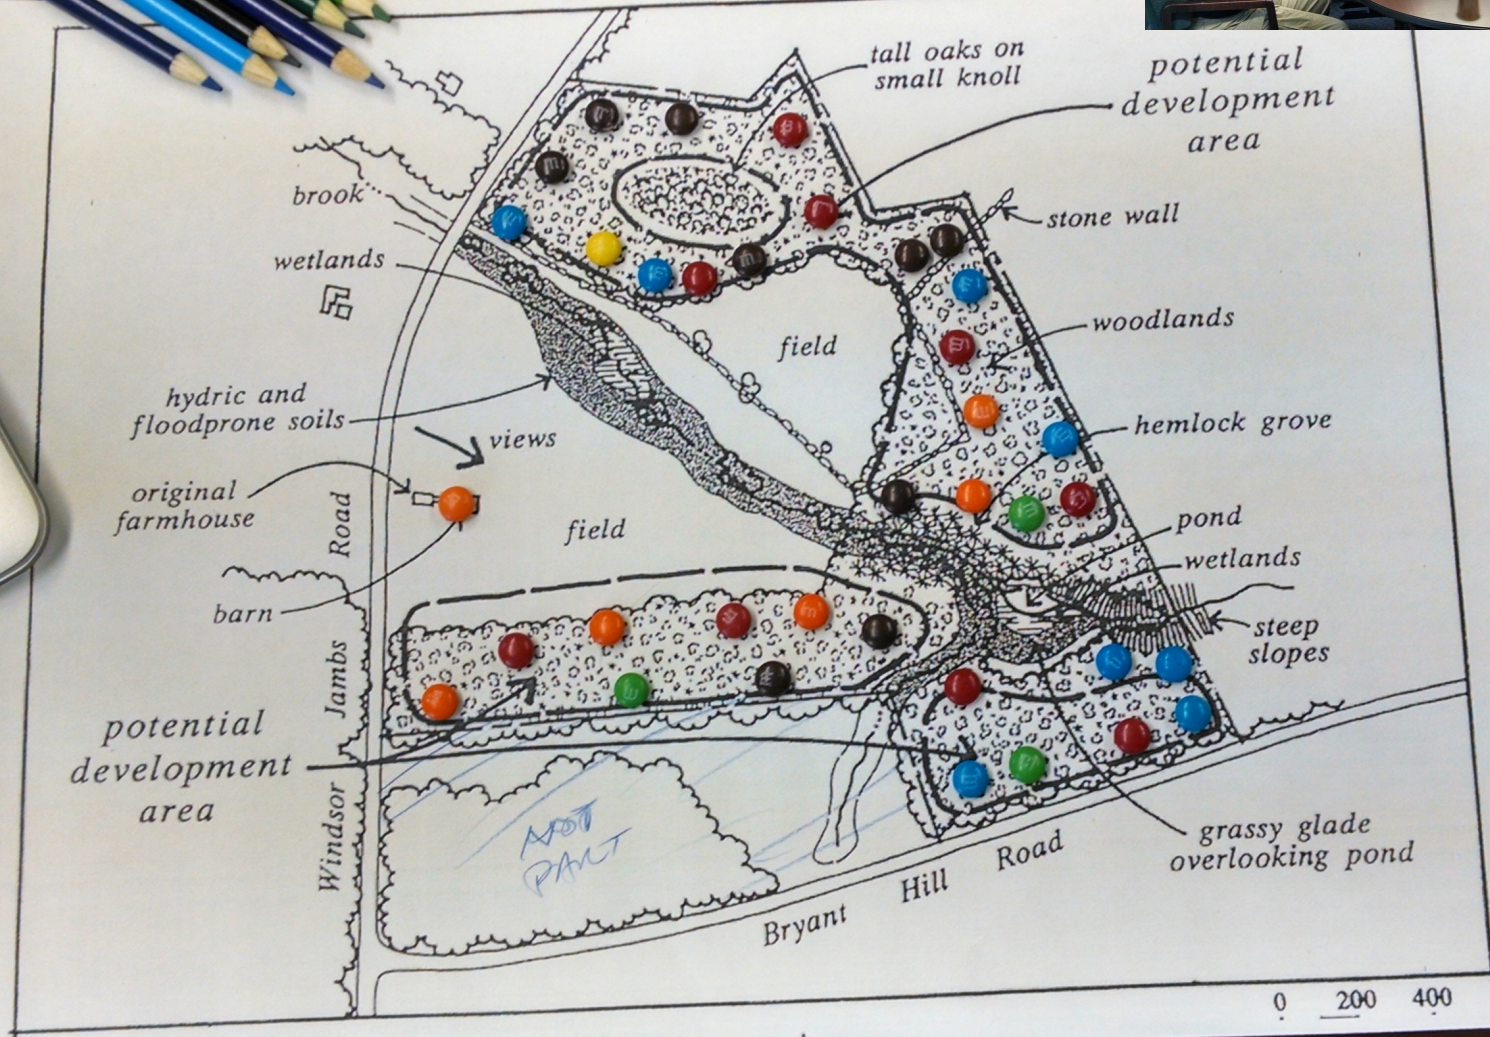 tall oaks on
small knoll
potential
development
area
brook
stone wall
wetlands
woodlands
field
hydric and
floodprone soils
views
hemlock grove
original
farmhouse
Road
field
pond
wetlands
barn
steep
slopes
Jambs
potential
development
area
Windsor
NOT
PART
grassy glade
overlooking pond
Bryant Hill Road
0 200 400